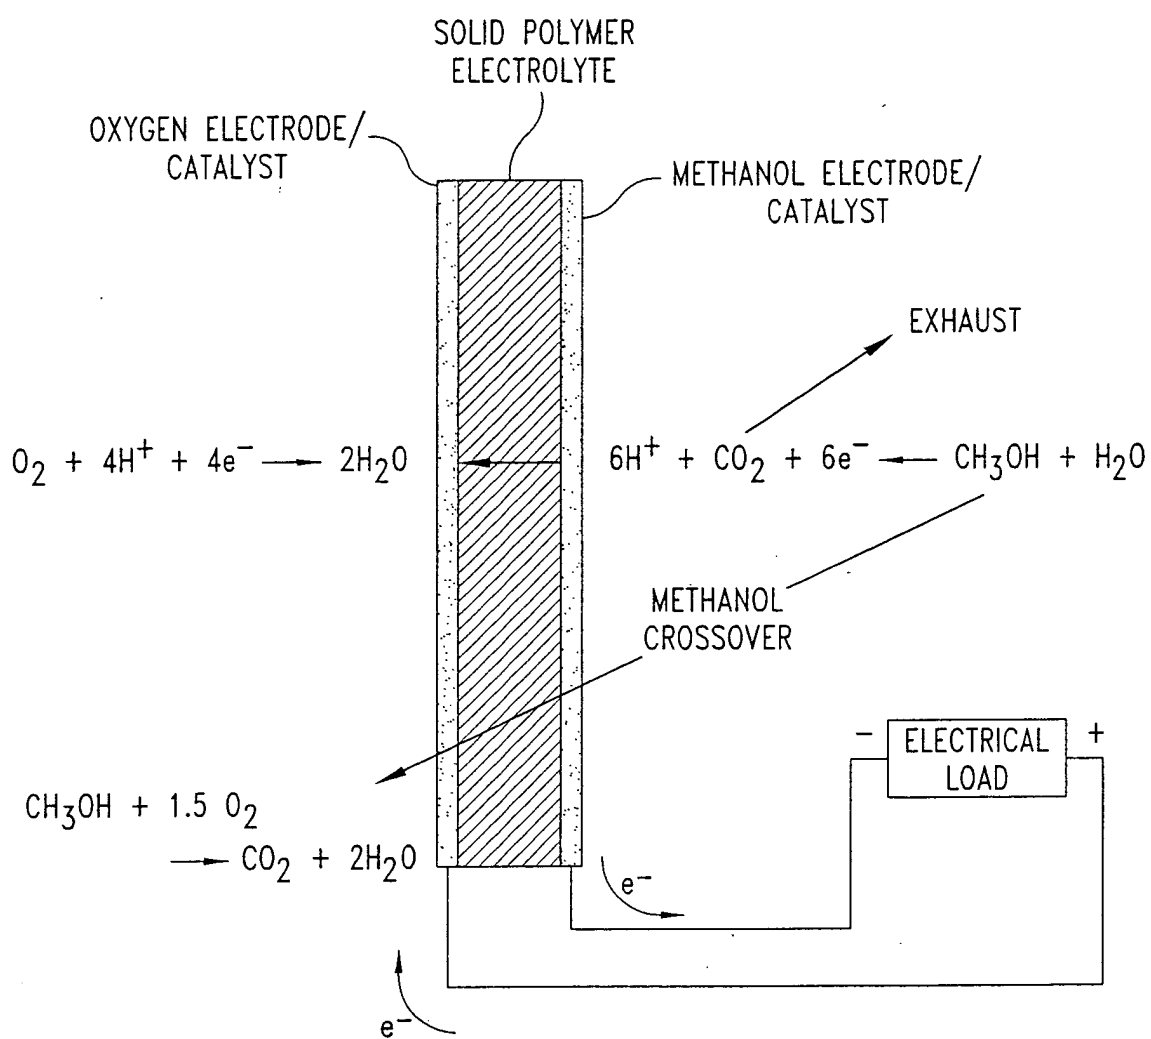 SOLID POLYMER
ELECTROLYTE
OXYGEN ELECTRODE/
CATALYST
METHANOL ELECTRODE/
CATALYST
EXHAUST
O2 + 4H+ + 4e− → 2H2O
6H+ + CO2 + 6e− ← CH3OH + H2O
METHANOL
CROSSOVER
− ELECTRICAL +
LOAD
CH3OH + 1.5 O2
→ CO2 + 2H2O
e−
e−